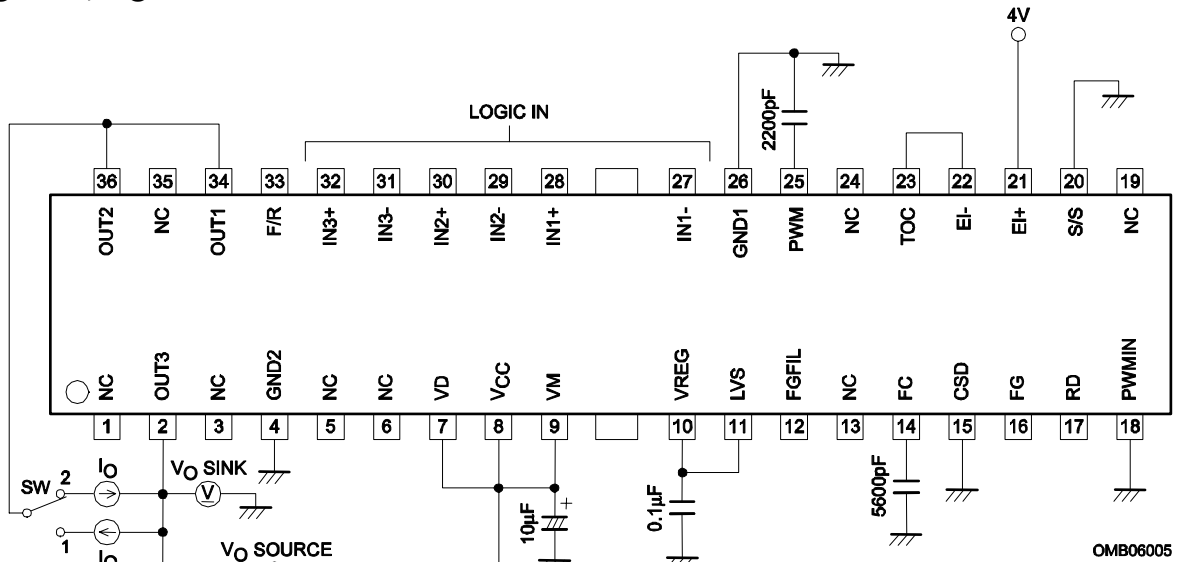 4V
LOGIC IN
2200pF
36 35 34 33 32 31 30 29 28 27 26 25 24 23 22 21 20 19
OUT2 NC OUT1 F/R IN3+ IN3- IN2+ IN2- IN1+ IN1- GND1 PWM NC TOC EI- EI+ S/S NC
NC OUT3 NC GND2 NC NC VD VCC VM VREG LVS FGFIL NC FC CSD FG RD PWMIN
1 2 3 4 5 6 7 8 9 10 11 12 13 14 15 16 17 18
SW
2
IO
VO SINK
V
10µF
+
0.1µF
5600pF
1
IO
VO SOURCE
OMB06005